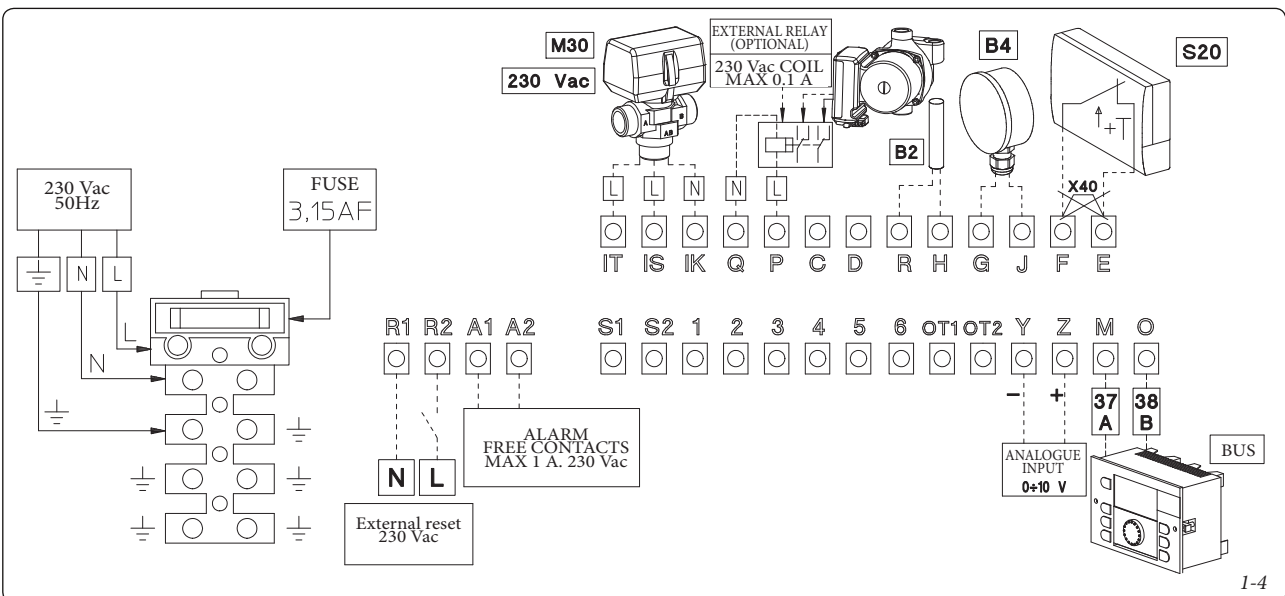 M30
230 Vac
EXTERNAL RELAY
(OPTIONAL)
230 Vac COIL
MAX 0,1 A
B4
S20
A
B
AB
B2
+T
230 Vac
50Hz
FUSE
3,15AF
L
L
N
N
L
X40
IT IS IK Q P C D R H G J F E
N
L
L
N
R1 R2 A1 A2
S1 S2 1 2 3 4 5 6 OT1 OT2 Y Z M O
- +
37
A
38
B
ALARM
FREE CONTACTS
MAX 1 A. 230 Vac
N L
External reset
230 Vac
ANALOGUE
INPUT
0÷10 V
BUS
1-4